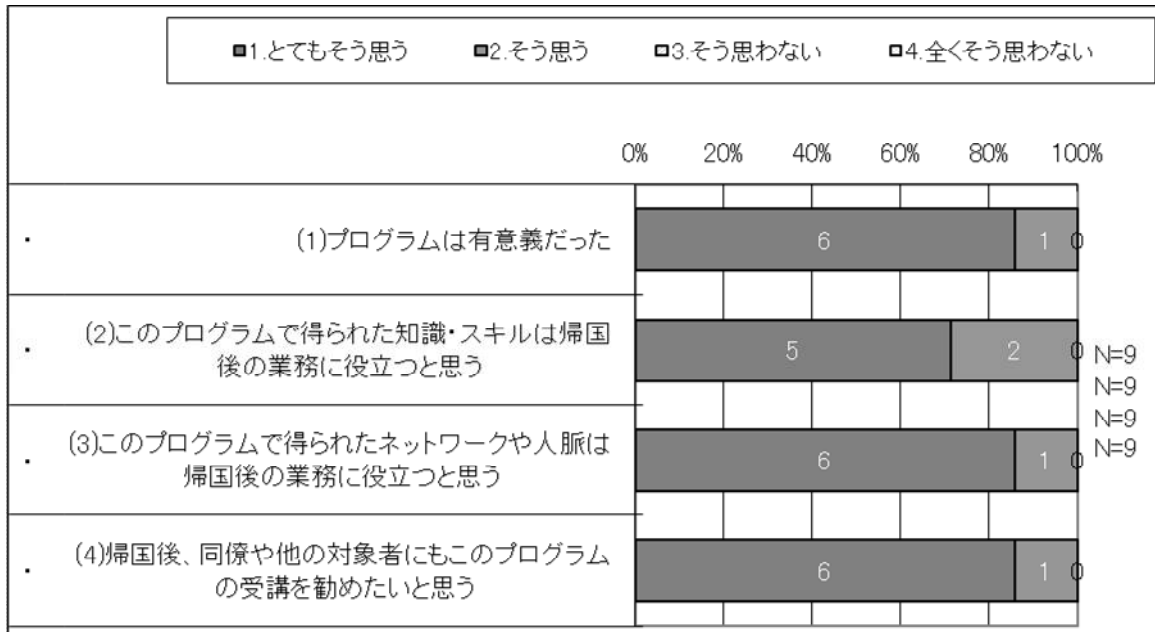 ■1.とてもそう思う ■2.そう思う □3.そう思わない □4.全くそう思わない
0% 20% 40% 60% 80% 100%
・ (1)プログラムは有意義だった 6 1 0
・ (2)このプログラムで得られた知識・スキルは帰国
後の業務に役立つと思う 5 2 0
・ (3)このプログラムで得られたネットワークや人脈は
帰国後の業務に役立つと思う 6 1 0
・ (4)帰国後、同僚や他の対象者にもこのプログラム
の受講を勧めたいと思う 6 1 0
N=9
N=9
N=9
N=9